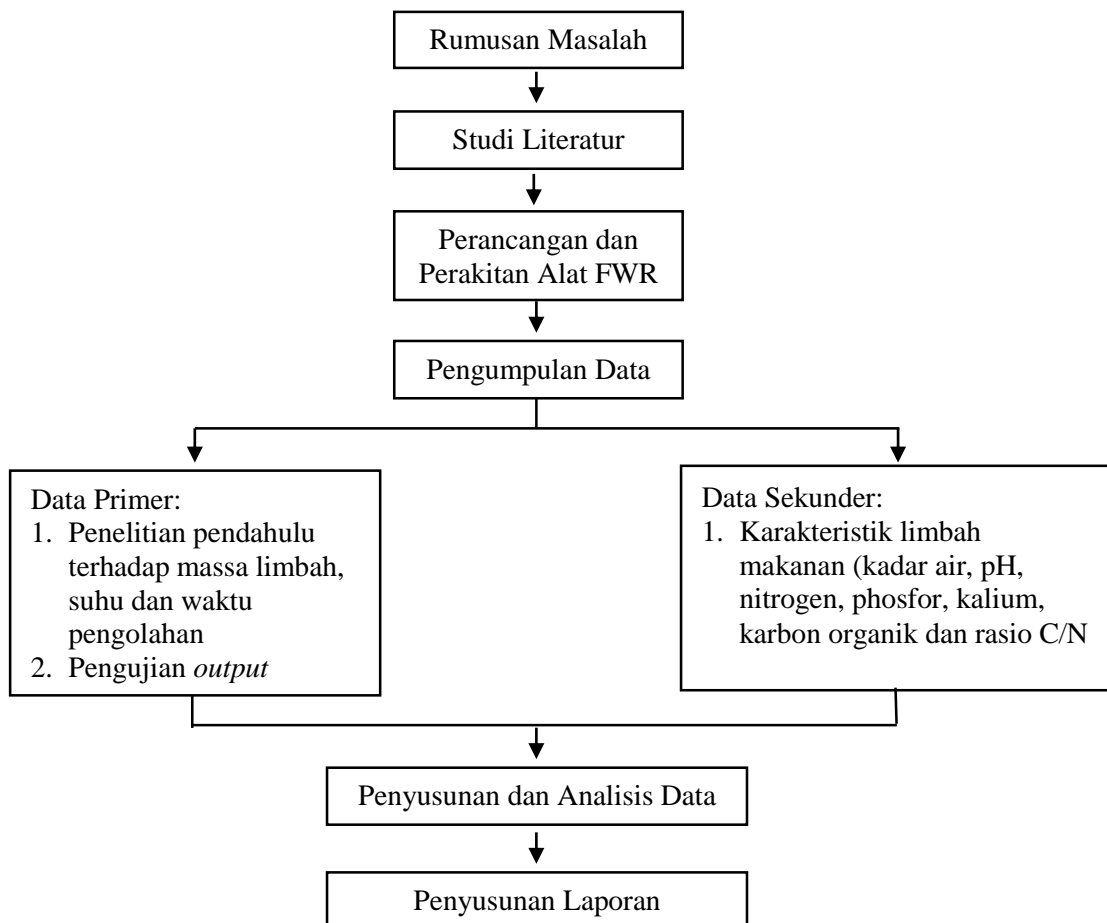 Rumusan Masalah
Studi Literatur
Perancangan dan
Perakitan Alat FWR
Pengumpulan Data
Data Primer:
1. Penelitian pendahulu
terhadap massa limbah,
suhu dan waktu
pengolahan
2. Pengujian output
Data Sekunder:
1. Karakteristik limbah
makanan (kadar air, pH,
nitrogen, phosfor, kalium,
karbon organik dan rasio C/N
Penyusunan dan Analisis Data
Penyusunan Laporan